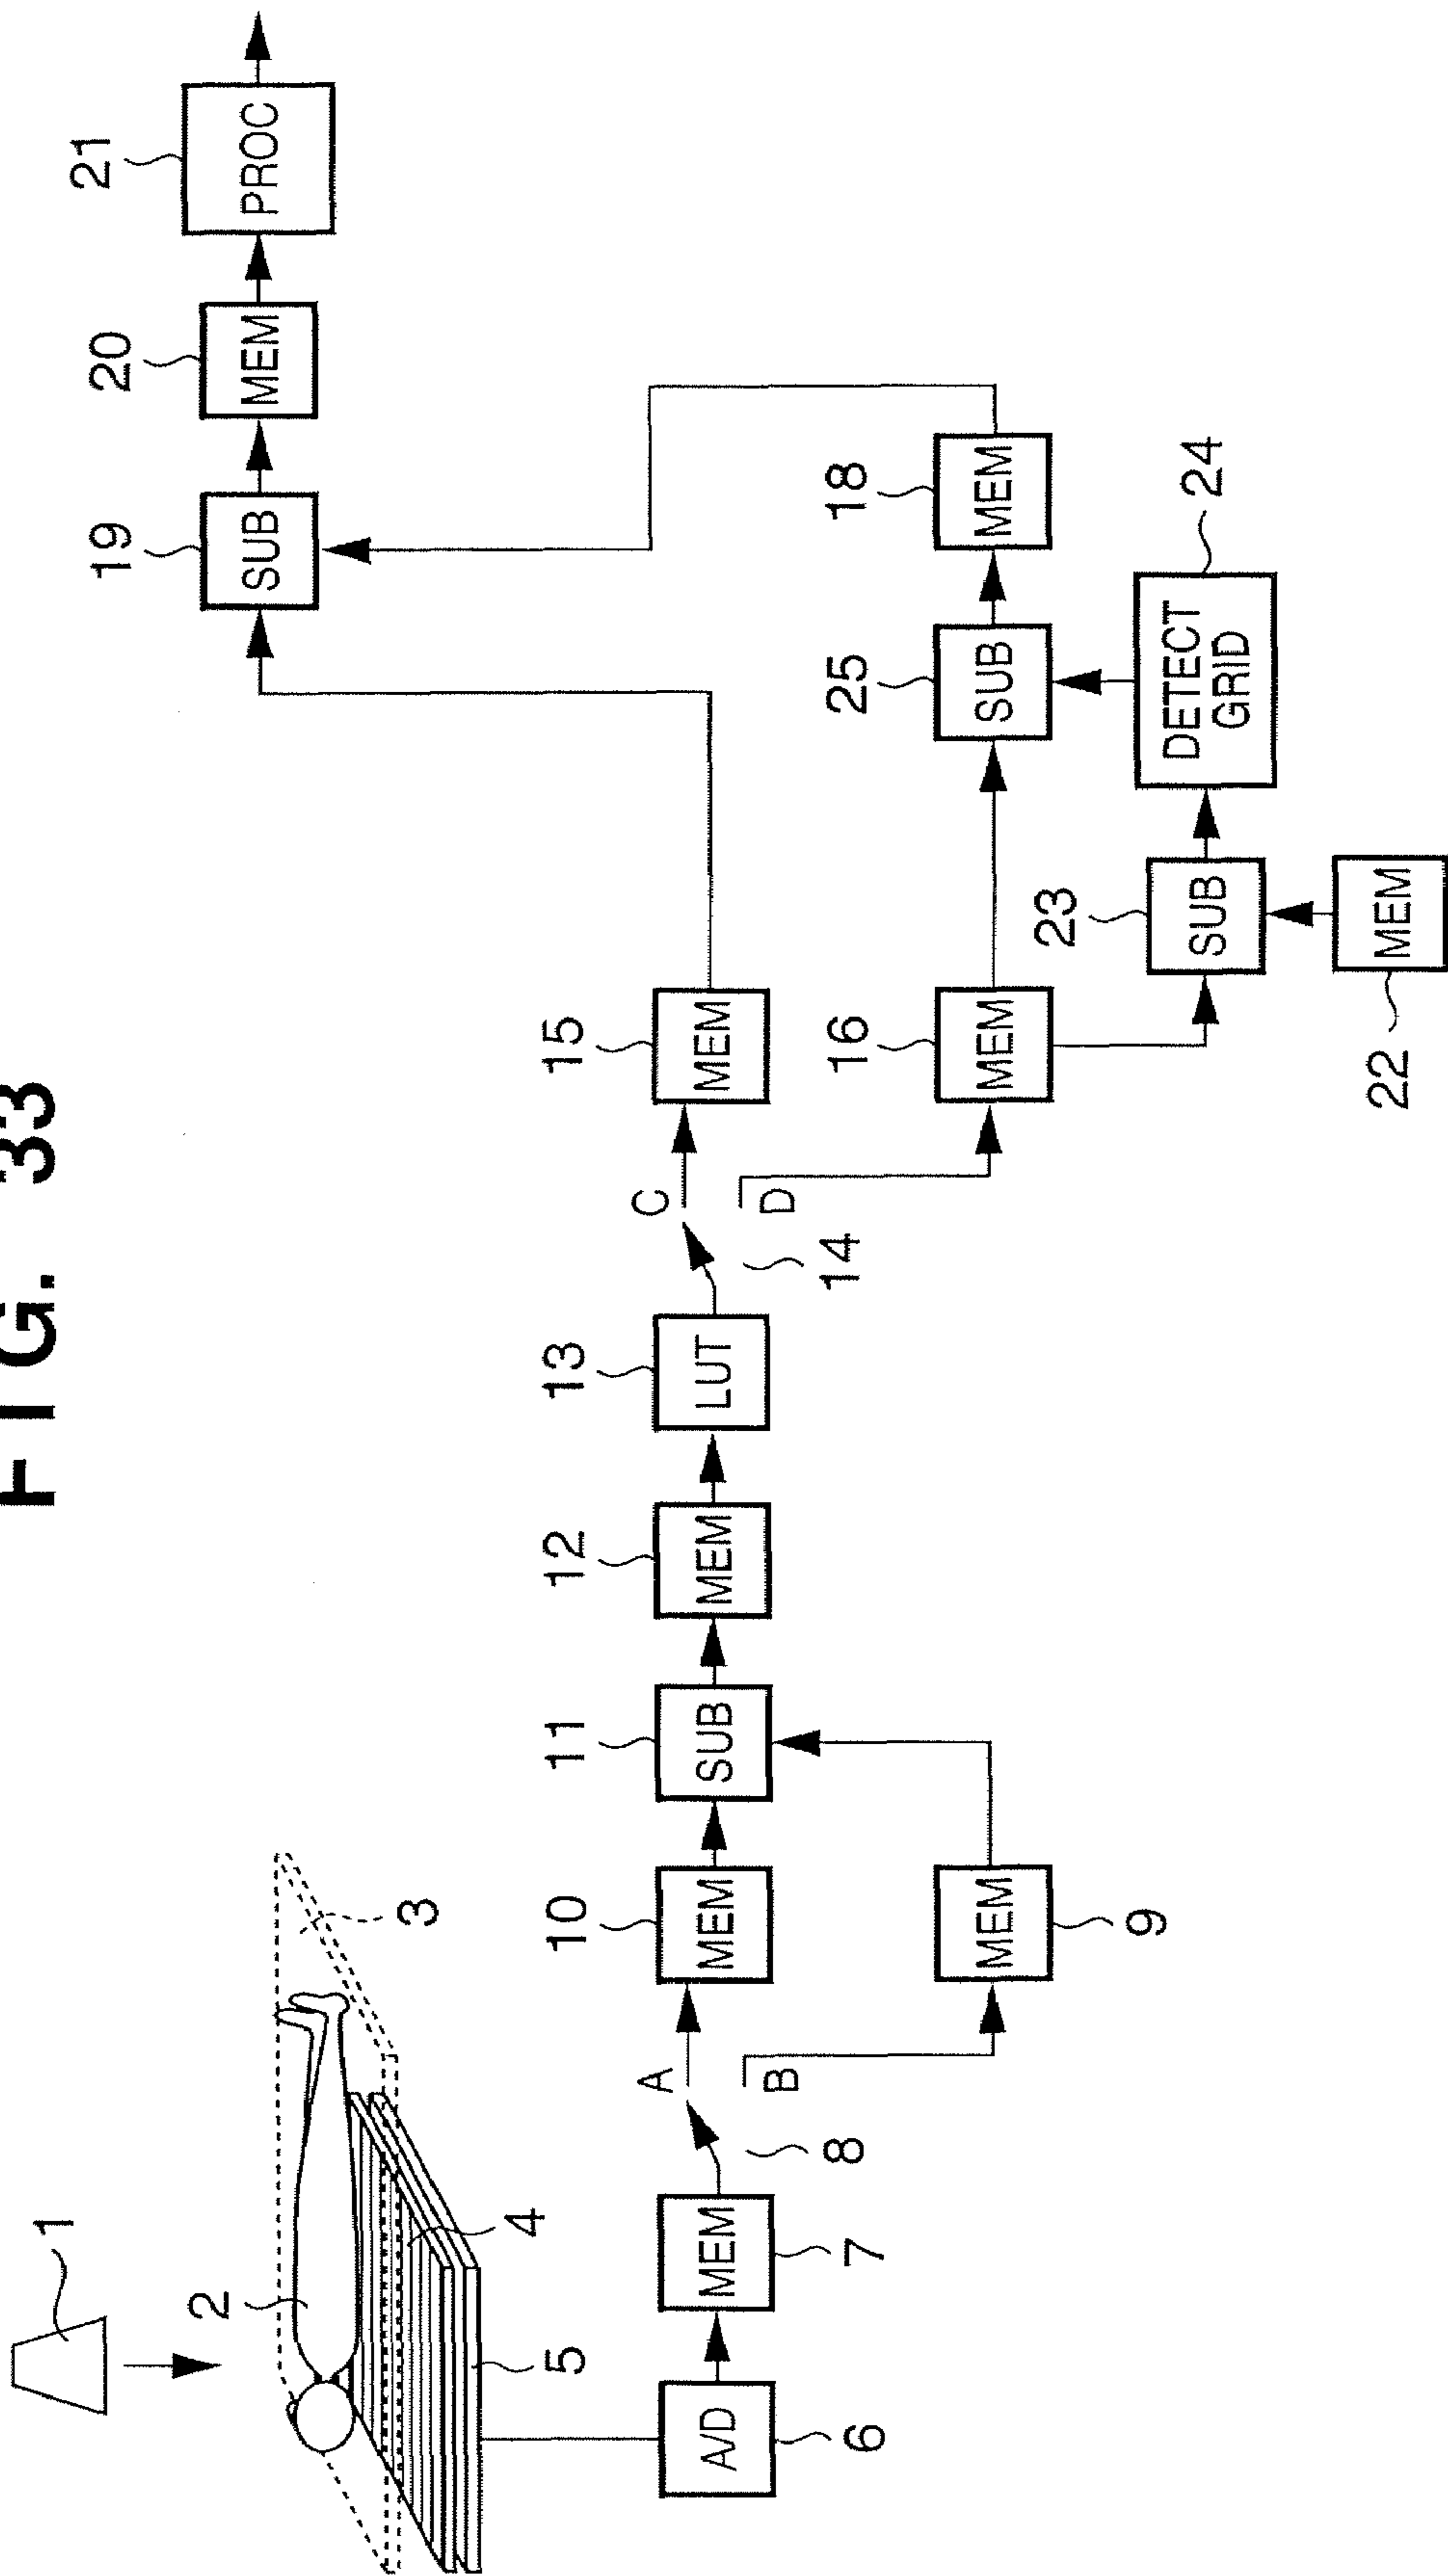 FIG. 33
1
2
3
4
5
A/D
6
MEM
7
8
A
B
MEM
10
MEM
9
SUB
11
MEM
12
LUT
13
14
C
D
MEM
15
MEM
16
MEM
22
SUB
23
DETECT
GRID
24
SUB
25
MEM
18
SUB
19
MEM
20
PROC
21